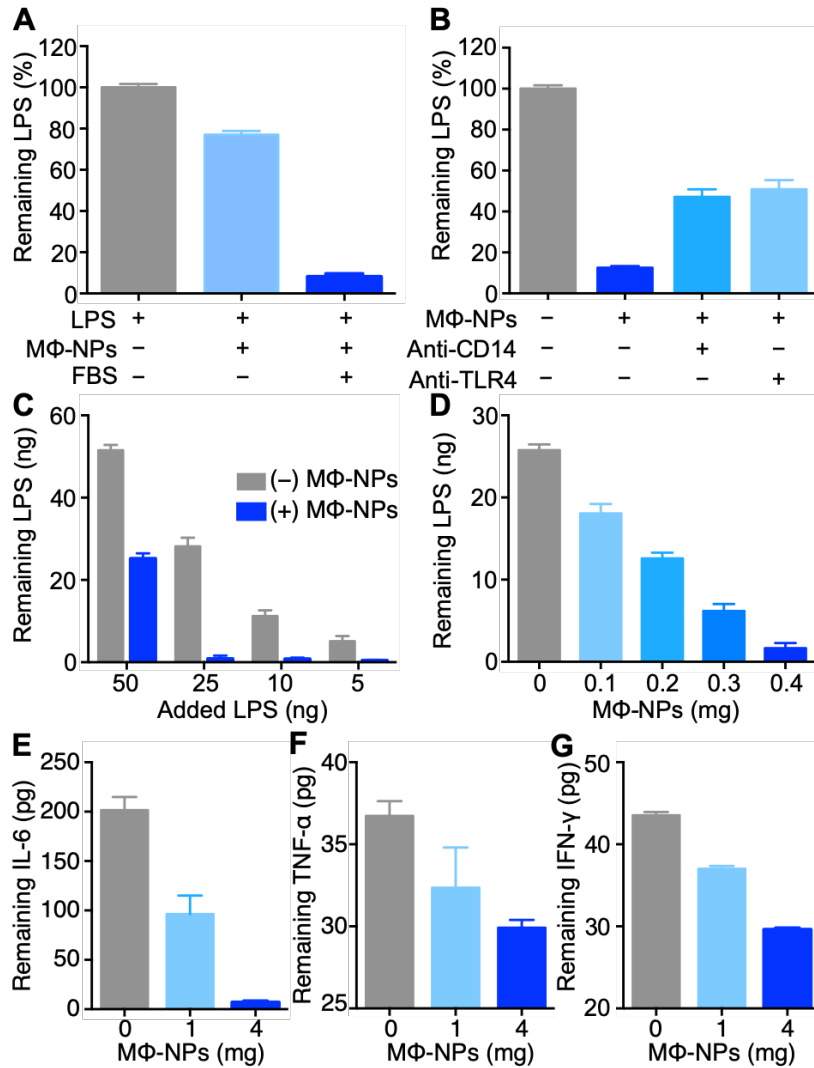 A
Remaining LPS (%)
120
100
80
60
40
20
0
LPS + + +
MΦ-NPs – + +
FBS – – +
B
Remaining LPS (%)
120
100
80
60
40
20
0
MΦ-NPs – + + +
Anti-CD14 – – + –
Anti-TLR4 – – – +
C
Remaining LPS (ng)
60
40
20
0
(–) MΦ-NPs
(+) MΦ-NPs
50 25 10 5
Added LPS (ng)
D
Remaining LPS (ng)
30
20
10
0
0 0.1 0.2 0.3 0.4
MΦ-NPs (mg)
E
Remaining IL-6 (pg)
250
200
150
100
50
0
0 1 4
MΦ-NPs (mg)
F
Remaining TNF-α (pg)
40
35
30
25
0 1 4
MΦ-NPs (mg)
G
Remaining IFN-γ (pg)
50
40
30
20
0 1 4
MΦ-NPs (mg)